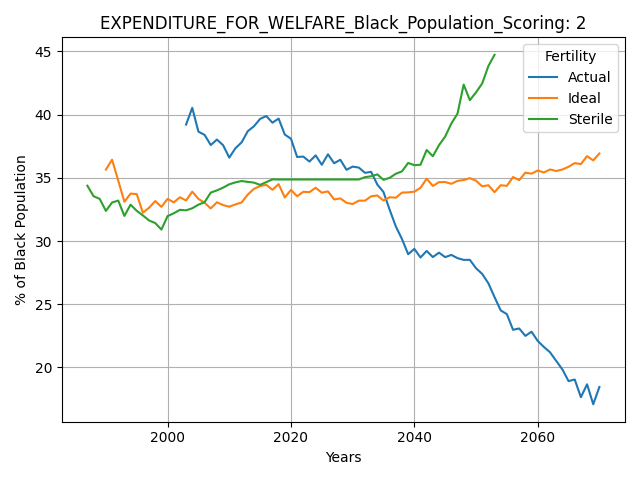 EXPENDITURE_FOR_WELFARE_Black_Population_Scoring: 2
% of Black Population
45
40
35
30
25
20
Fertility
Actual
Ideal
Sterile
2000
2020
2040
2060
Years